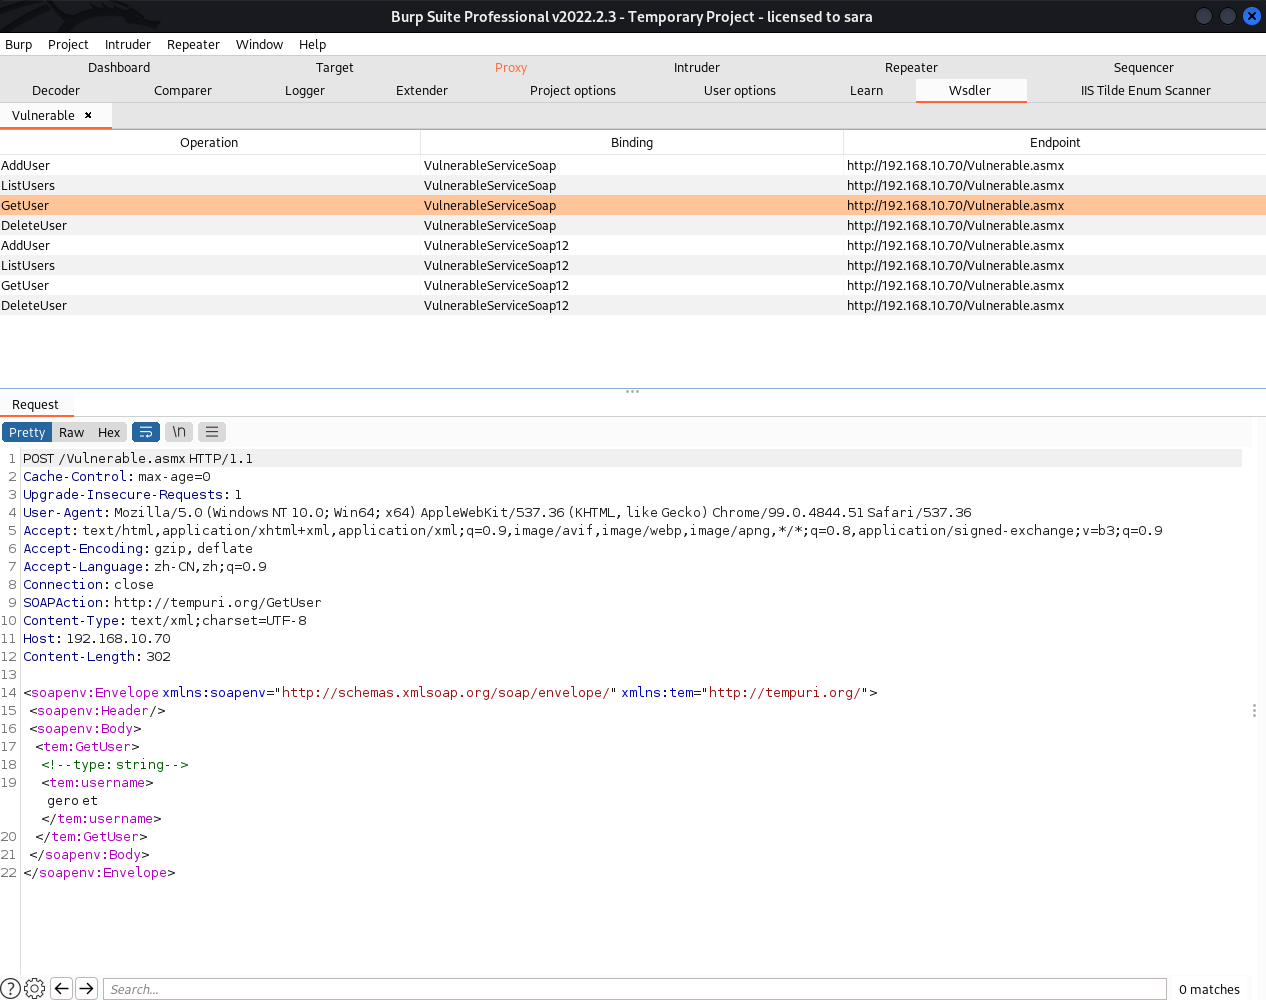 Burp Suite Professional v2022.2.3 - Temporary Project - licensed to sara
Burp Project Intruder Repeater Window Help
Dashboard Target Proxy Intruder Repeater Sequencer
Decoder Comparer Logger Extender Project options User options Learn Wsdler IIS Tilde Enum Scanner
Vulnerable ×
Operation Binding Endpoint
AddUser VulnerableServiceSoap http://192.168.10.70/Vulnerable.asmx
ListUsers VulnerableServiceSoap http://192.168.10.70/Vulnerable.asmx
GetUser VulnerableServiceSoap http://192.168.10.70/Vulnerable.asmx
DeleteUser VulnerableServiceSoap http://192.168.10.70/Vulnerable.asmx
AddUser VulnerableServiceSoap12 http://192.168.10.70/Vulnerable.asmx
ListUsers VulnerableServiceSoap12 http://192.168.10.70/Vulnerable.asmx
GetUser VulnerableServiceSoap12 http://192.168.10.70/Vulnerable.asmx
DeleteUser VulnerableServiceSoap12 http://192.168.10.70/Vulnerable.asmx
Request
Pretty Raw Hex \n
1 POST /Vulnerable.asmx HTTP/1.1
2 Cache-Control: max-age=0
3 Upgrade-Insecure-Requests: 1
4 User-Agent: Mozilla/5.0 (Windows NT 10.0; Win64; x64) AppleWebKit/537.36 (KHTML, like Gecko) Chrome/99.0.4844.51 Safari/537.36
5 Accept: text/html,application/xhtml+xml,application/xml;q=0.9,image/avif,image/webp,image/apng,*/*;q=0.8,application/signed-exchange;v=b3;q=0.9
6 Accept-Encoding: gzip, deflate
7 Accept-Language: zh-CN,zh;q=0.9
8 Connection: close
9 SOAPAction: http://tempuri.org/GetUser
10 Content-Type: text/xml;charset=UTF-8
11 Host: 192.168.10.70
12 Content-Length: 302
13
14 <soapenv:Envelope xmlns:soapenv="http://schemas.xmlsoap.org/soap/envelope/" xmlns:tem="http://tempuri.org/">
15 <soapenv:Header/>
16 <soapenv:Body>
17 <tem:GetUser>
18 <!--type: string-->
19 <tem:username>
gero et
</tem:username>
20 </tem:GetUser>
21 </soapenv:Body>
22 </soapenv:Envelope>
? Search... 0 matches